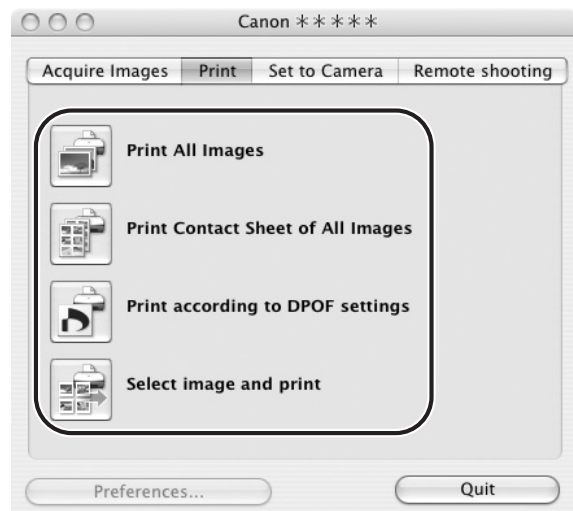 Canon *****
Acquire Images Print Set to Camera Remote shooting
Print All Images
Print Contact Sheet of All Images
Print according to DPOF settings
Select image and print
Preferences... Quit